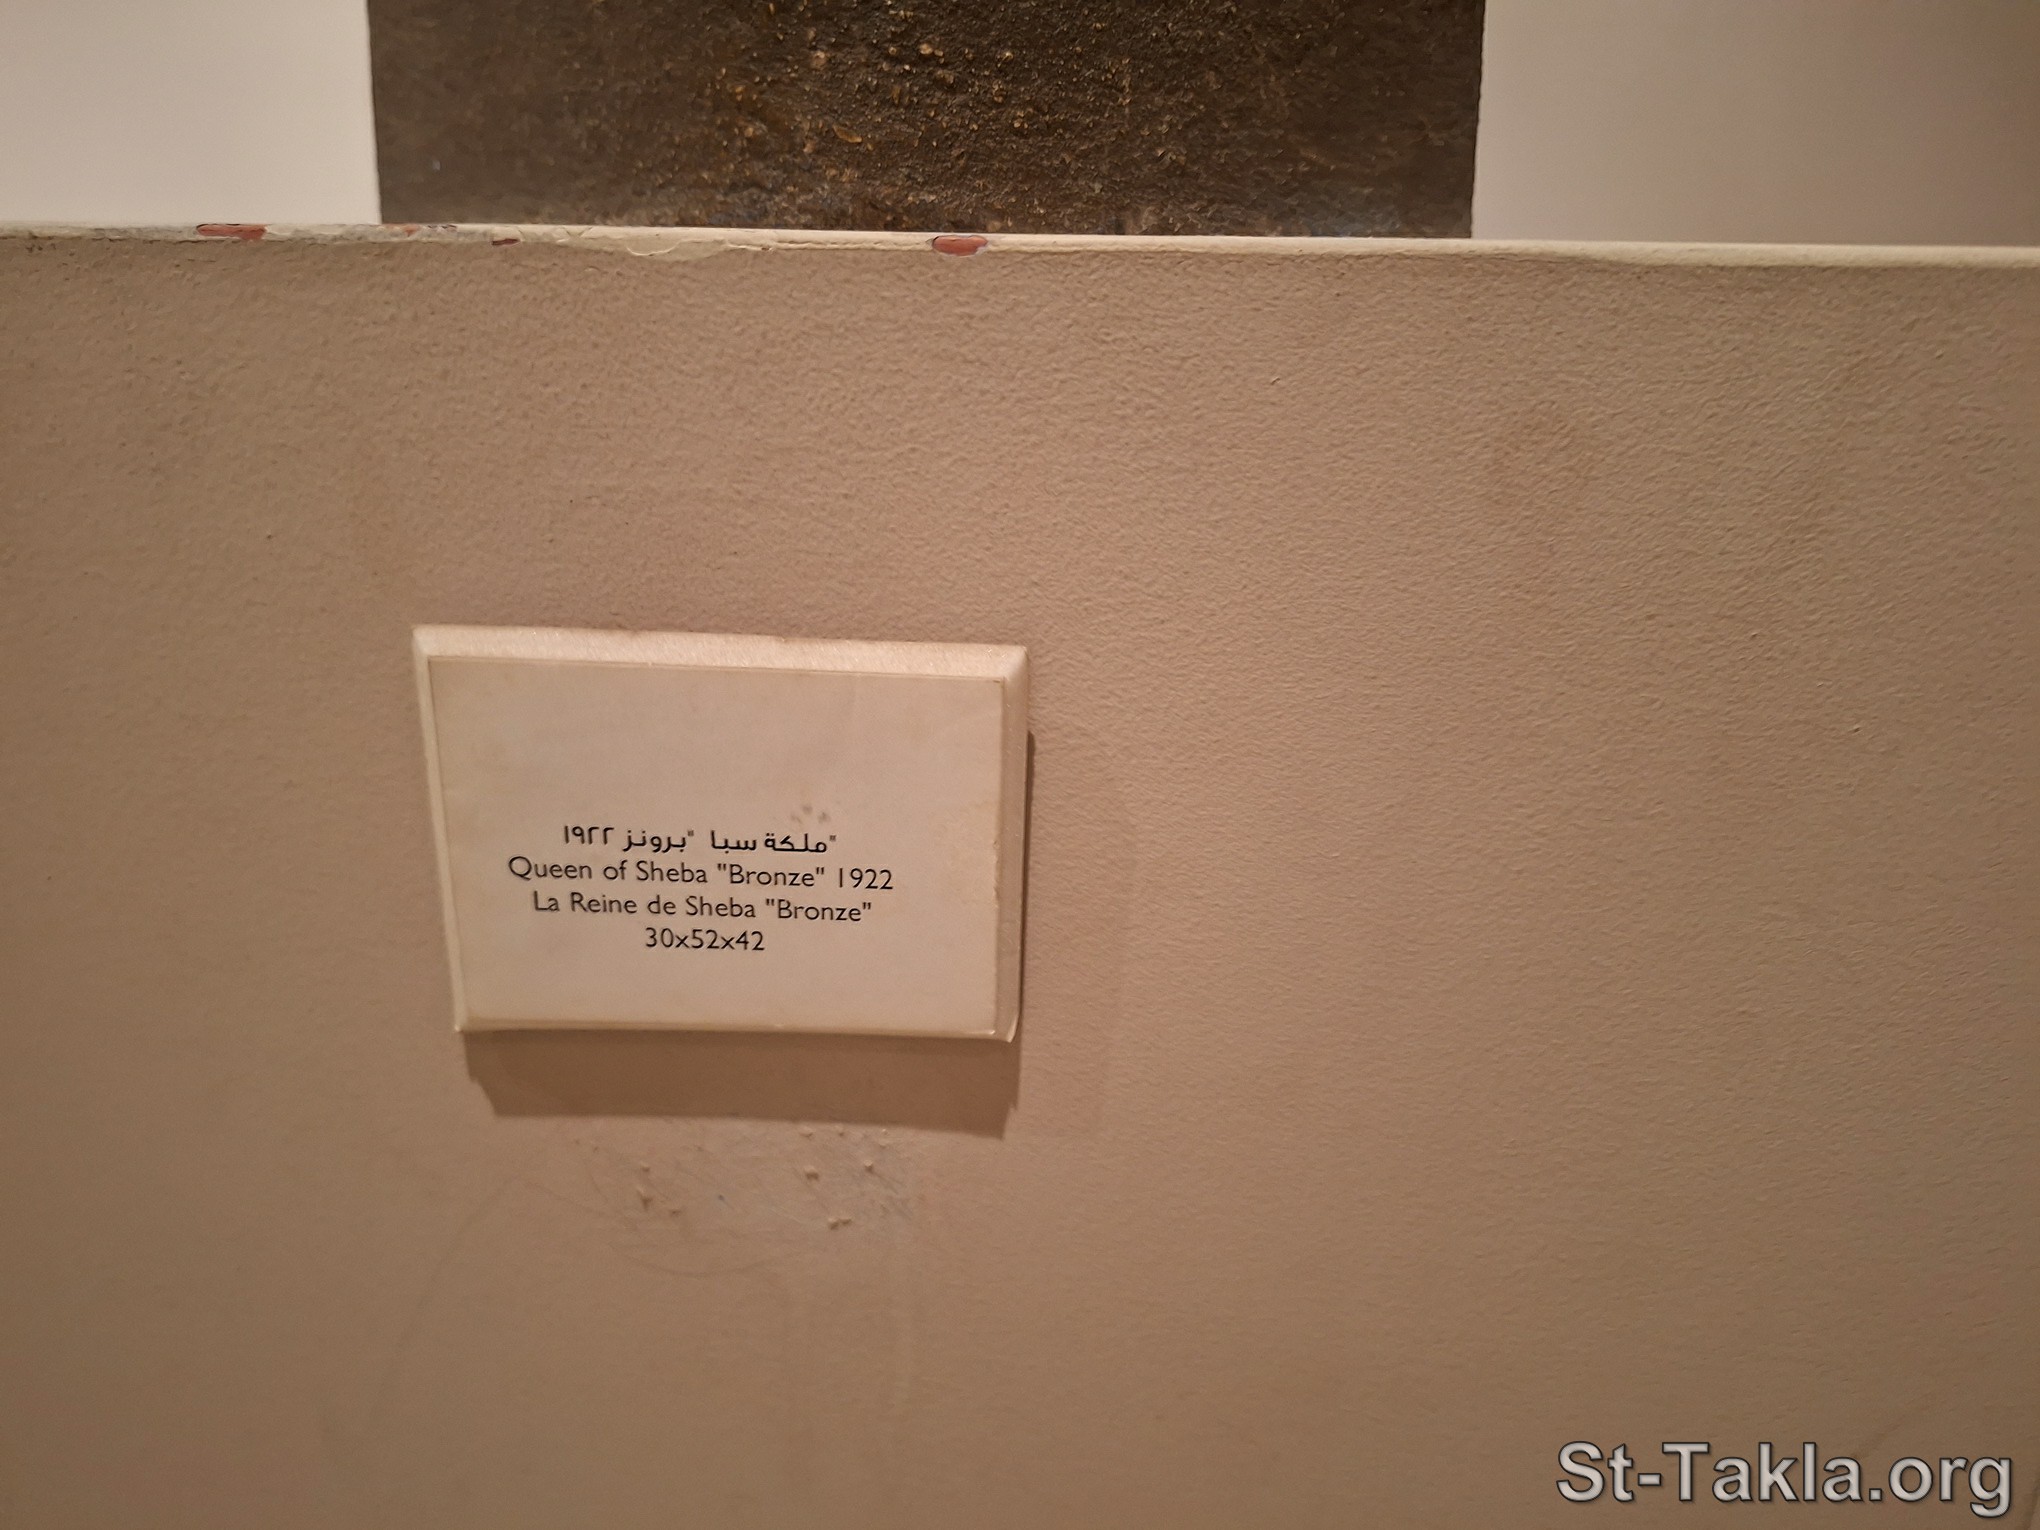 "ملكة سبا "برونز ١٩٢٢
Queen of Sheba "Bronze" 1922
La Reine de Sheba "Bronze"
30x52x42
St-Takla.org